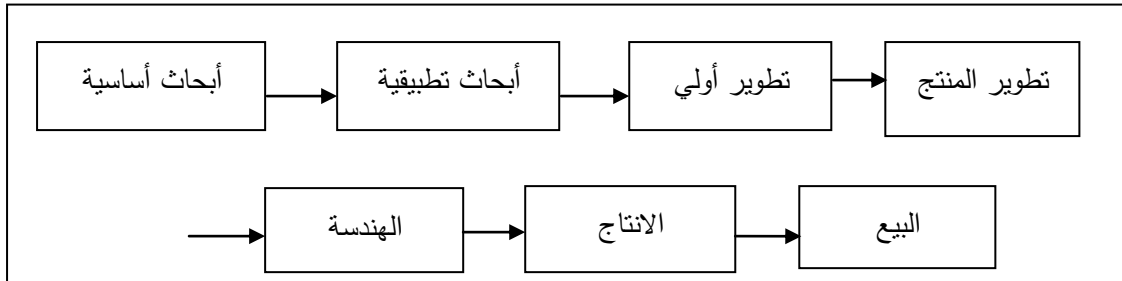 أبحاث أساسية
أبحاث تطبيقية
تطوير أولي
تطوير المنتج
الهندسة
الانتاج
البيع